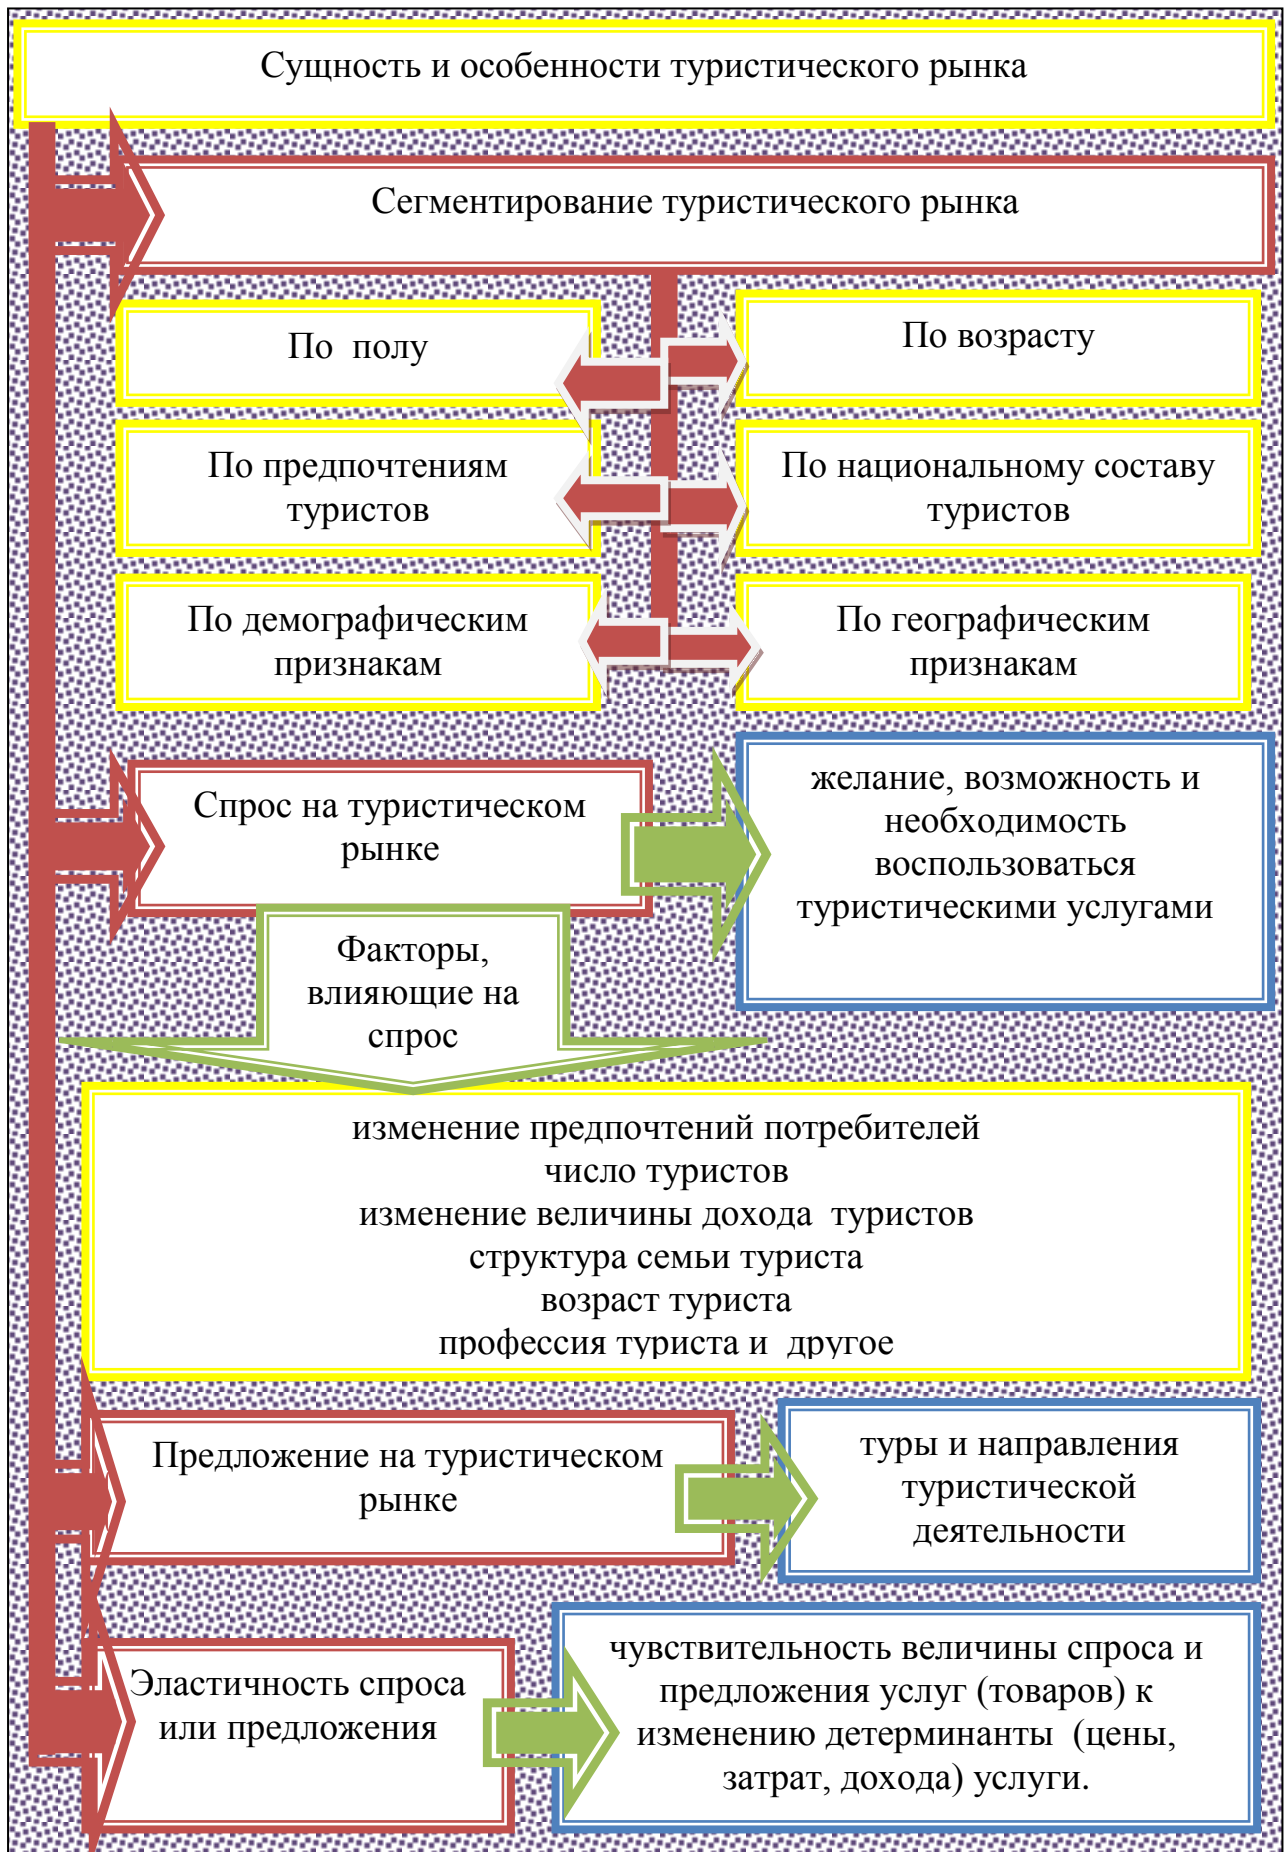 Сущность и особенности туристического рынка
Сегментирование туристического рынка
По полу
По возрасту
По предпочтениям
туристов
По национальному составу
туристов
По демографическим
признакам
По географическим
признакам
Спрос на туристическом
рынке
желание, возможность и
необходимость
воспользоваться
туристическими услугами
Факторы,
влияющие на
спрос
изменение предпочтений потребителей
число туристов
изменение величины дохода туристов
структура семьи туриста
возраст туриста
профессия туриста и другое
Предложение на туристическом
рынке
туры и направления
туристической
деятельности
Эластичность спроса
или предложения
чувствительность величины спроса и
предложения услуг (товаров) к
изменению детерминанты (цены,
затрат, дохода) услуги.